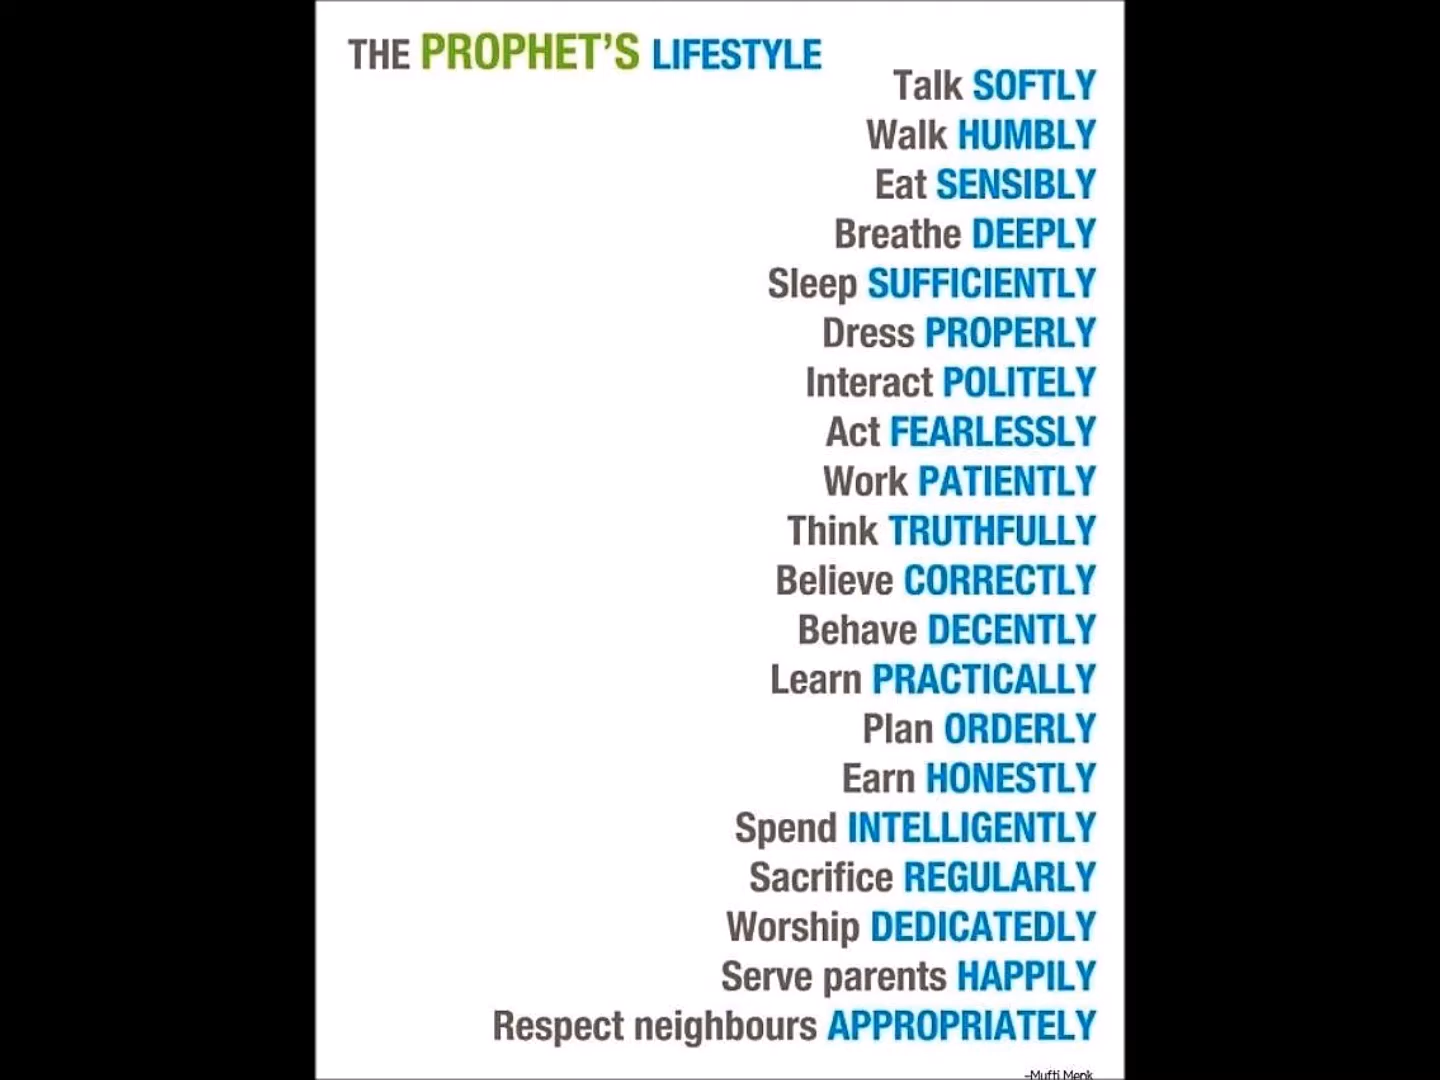 THE PROPHET'S LIFESTYLE
Talk SOFTLY
Walk HUMBLY
Eat SENSIBLY
Breathe DEEPLY
Sleep SUFFICIENTLY
Dress PROPERLY
Interact POLITELY
Act FEARLESSLY
Work PATIENTLY
Think TRUTHFULLY
Believe CORRECTLY
Behave DECENTLY
Learn PRACTICALLY
Plan ORDERLY
Earn HONESTLY
Spend INTELLIGENTLY
Sacrifice REGULARLY
Worship DEDICATEDLY
Serve parents HAPPILY
Respect neighbours APPROPRIATELY
-Mufti Menk